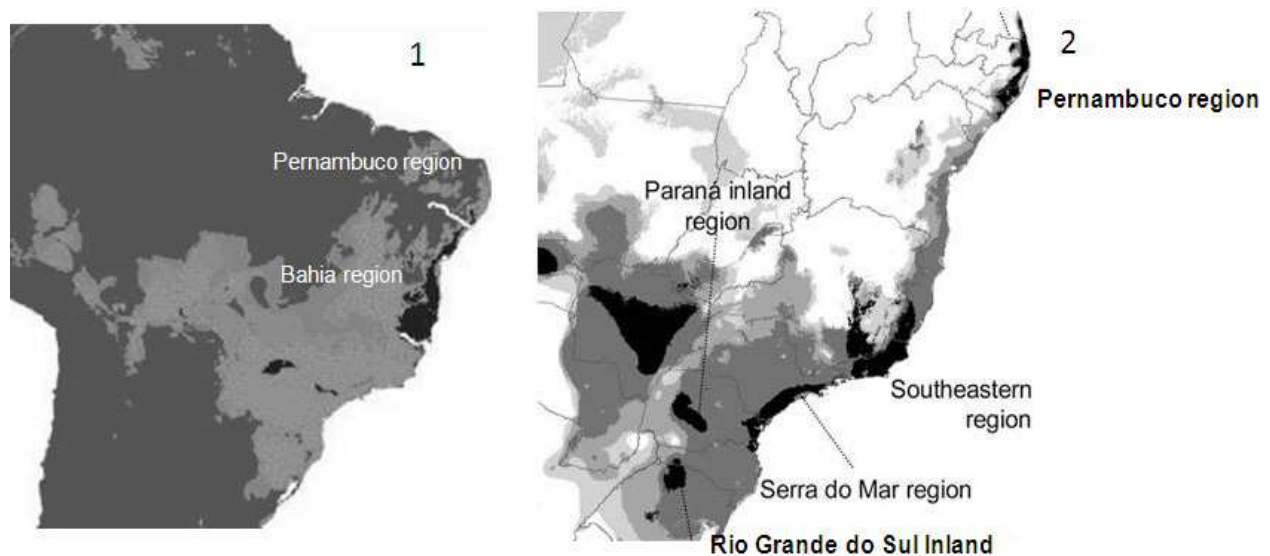 1
Pernambuco region
Bahia region
2
Pernambuco region
Paraná inland
region
Southeastern
region
Serra do Mar region
Rio Grande do Sul Inland